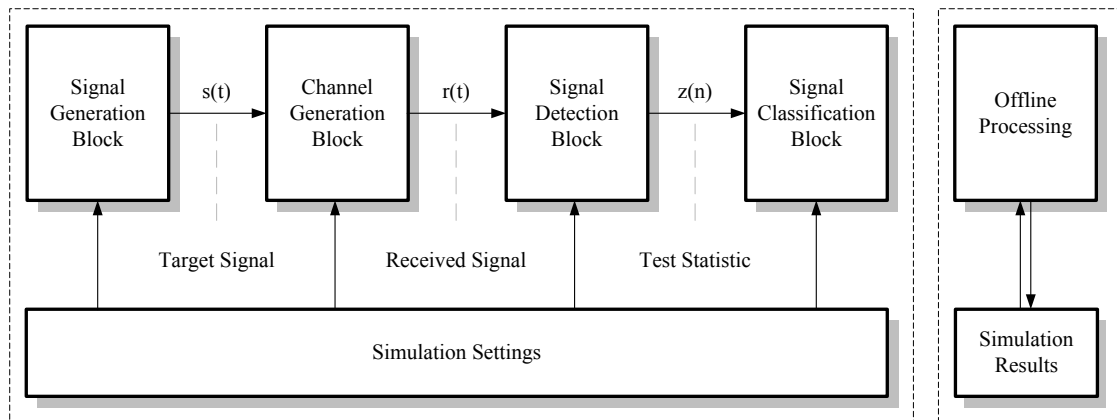 Signal
Generation
Block
s(t)
Channel
Generation
Block
r(t)
Signal
Detection
Block
z(n)
Signal
Classification
Block
Offline
Processing
Target Signal
Received Signal
Test Statistic
Simulation Settings
Simulation
Results